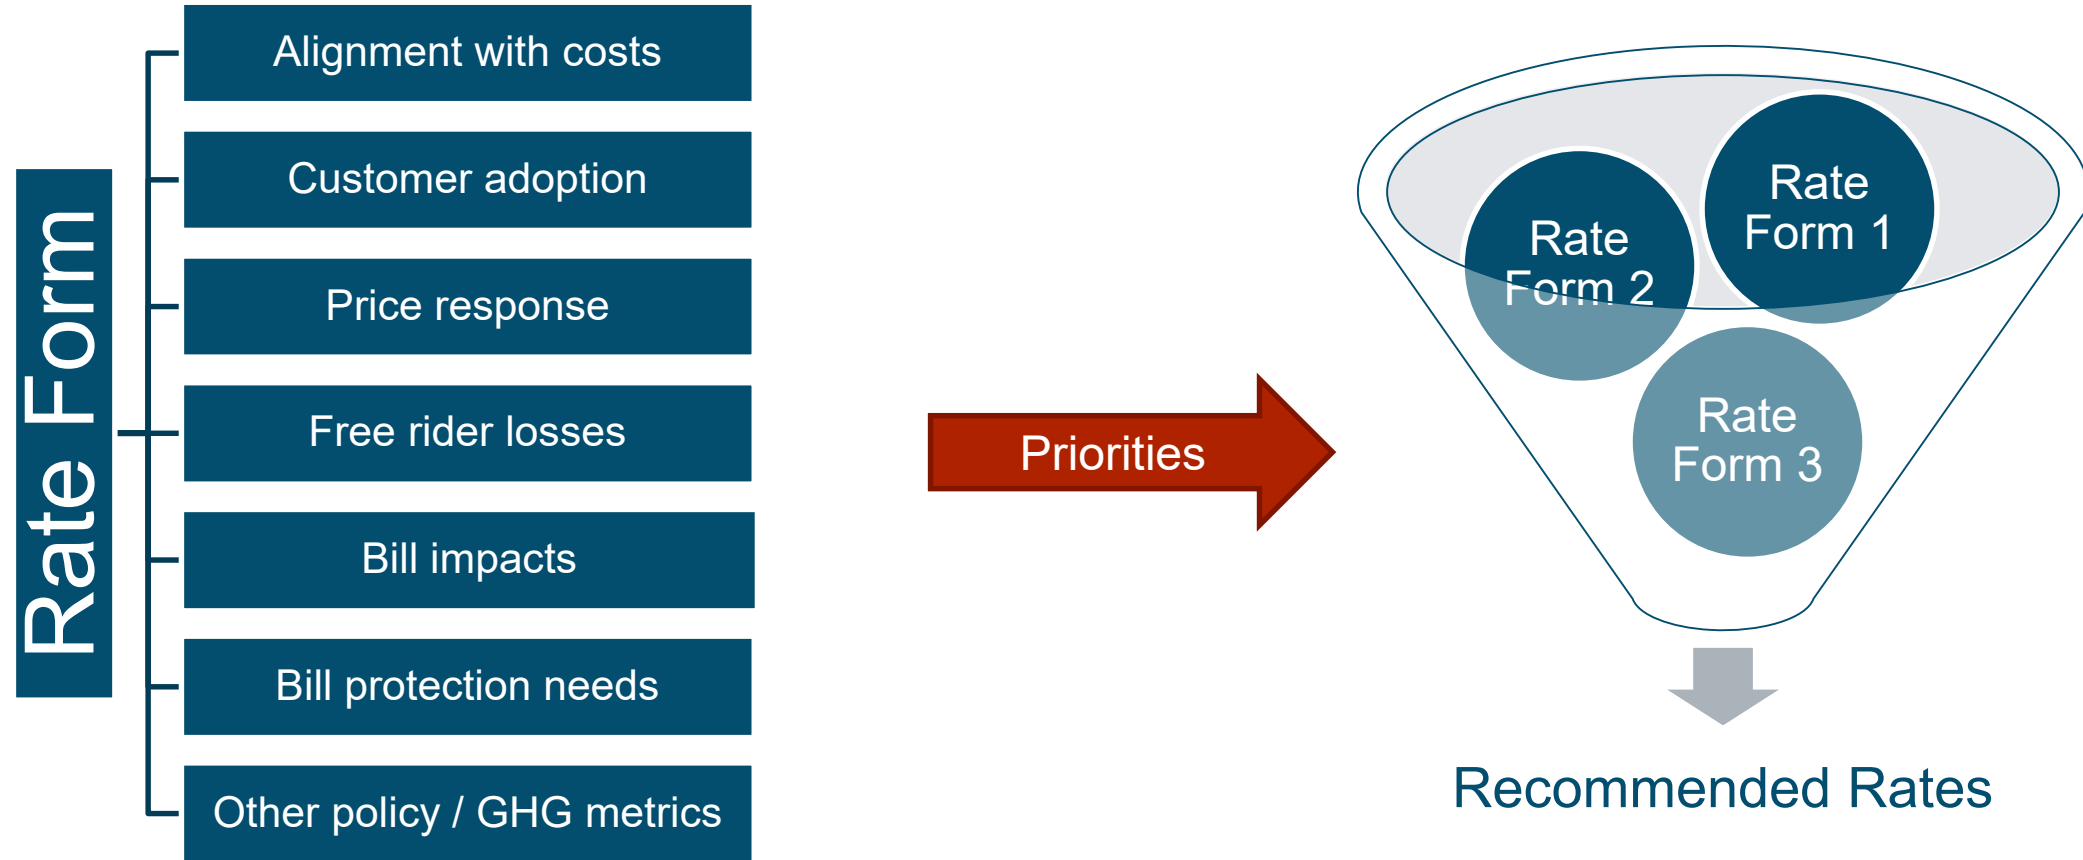 Rate Form
Alignment with costs
Customer adoption
Price response
Free rider losses
Bill impacts
Bill protection needs
Other policy / GHG metrics
Priorities
Rate
Form 1
Rate
Form 2
Rate
Form 3
Recommended Rates